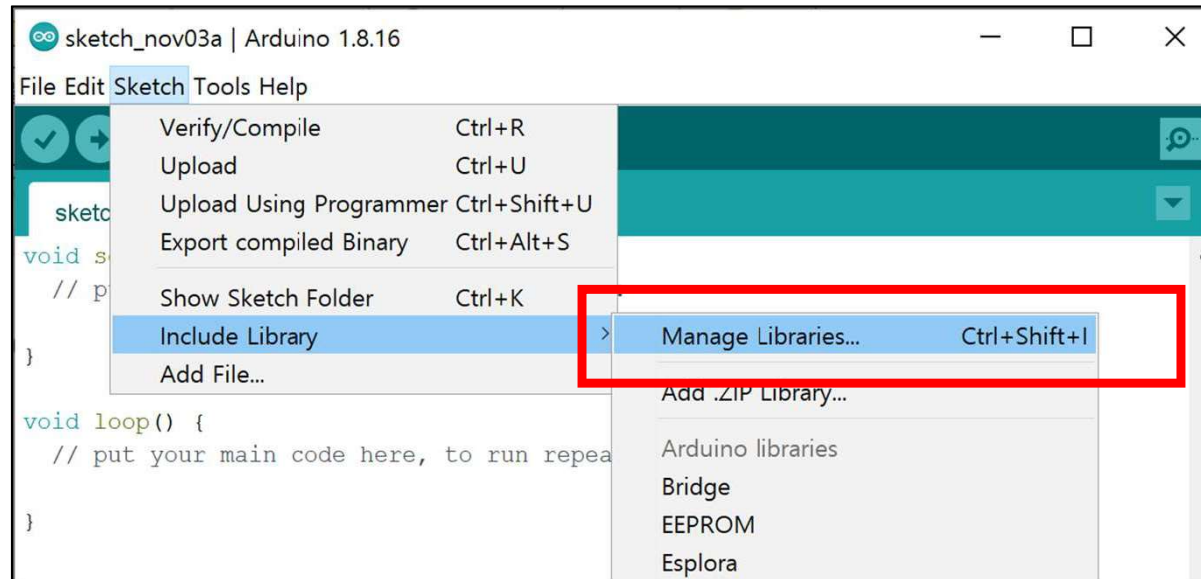 sketch_nov03a | Arduino 1.8.16
File Edit Sketch Tools Help
Verify/Compile Ctrl+R
Upload Ctrl+U
Upload Using Programmer Ctrl+Shift+U
Export compiled Binary Ctrl+Alt+S
sketc
void s
// p
Show Sketch Folder Ctrl+K
Include Library > Manage Libraries... Ctrl+Shift+I
}
Add File... Add .ZIP Library...
void loop() {
// put your main code here, to run repea
Arduino libraries
Bridge
EEPROM
}
Esplora